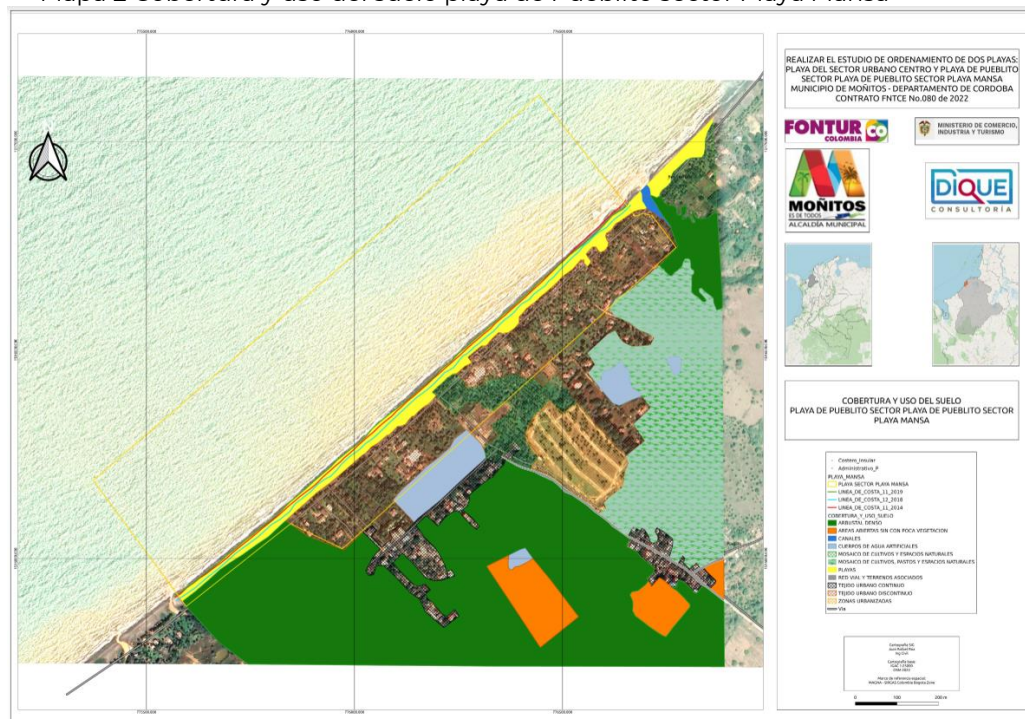 Mapa 2 Cobertura y uso del suelo playa de Pueblito sector Playa Mansa
REALIZAR EL ESTUDIO DE ORDENAMIENTO DE DOS PLAYAS:
PLAYA DEL SECTOR URBANO CENTRO Y PLAYA DE PUEBLITO
SECTOR PLAYA DE PUEBLITO SECTOR PLAYA MANSA
MUNICIPIO DE MOÑITOS - DEPARTAMENTO DE CORDOBA
CONTRATO FNTCE No.080 de 2022
FONTUR CO
COLOMBIA
MINISTERIO DE COMERCIO,
INDUSTRIA Y TURISMO
MOÑITOS
ES DE TODOS
ALCALDÍA MUNICIPAL
DIQUE
CONSULTORÍA
COBERTURA Y USO DEL SUELO
PLAYA DE PUEBLITO SECTOR PLAYA DE PUEBLITO SECTOR
PLAYA MANSA
Contero_Insular
Administrativo_P
PLAYA_MANSA
PLAYA SECTOR PLAYA MANSA
LINEA_DE_COSTA_11_2019
LINEA_DE_COSTA_12_2016
LINEA_DE_COSTA_11_2014
COBERTURA_Y_USO_SUELO
ARBUSTAL DENSO
AREAS ABIERTAS SIN CON POCA VEGETACION
CANALES
CUERPOS DE AGUA ARTIFICIALES
MOSAICO DE CULTIVOS Y ESPACIOS NATURALES
MOSAICO DE CULTIVOS, PASTOS Y ESPACIOS NATURALES
PLAYAS
RED VIAL Y TERRENOS ASOCIADOS
TEJIDO URBANO CONTINUO
TEJIDO URBANO DISCONTINUO
ZONAS URBANIZADAS
Via
0 100 200 m